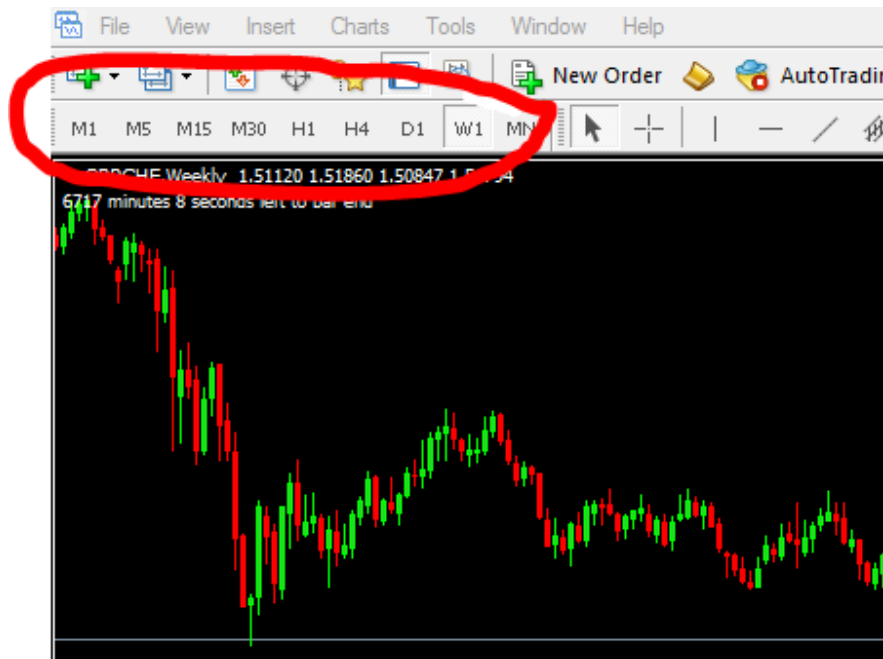 File View Insert Charts Tools Window Help
New Order
M1 M5 M15 M30 H1 H4 D1 W1 MN
Weekly 1.51120 1.51860 1.50847
6717 minutes 8 seconds left to bar end